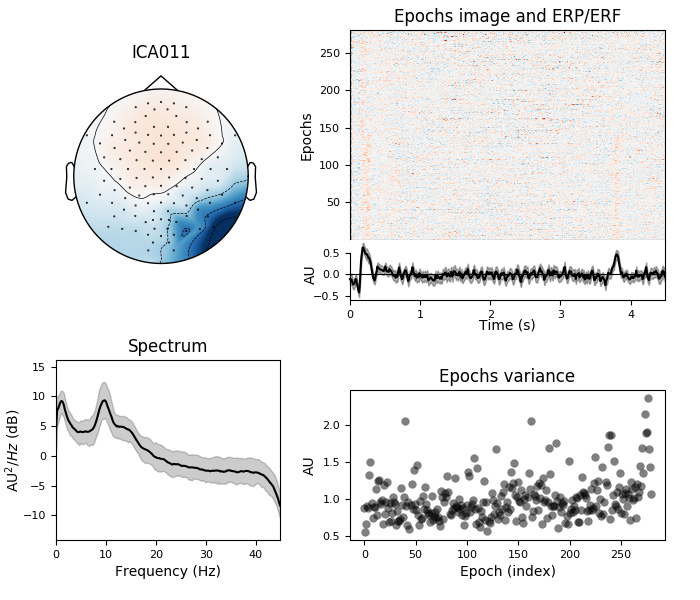 ICA011
Epochs image and ERP/ERF
Epochs
250
200
150
100
50
AU
0.5
0.0
−0.5
0 1 2 3 4
Time (s)
Spectrum
AU²/Hz (dB)
15
10
5
0
−5
−10
0 20 40
Frequency (Hz)
Epochs variance
AU
2.0
1.5
1.0
0.5
0 50 100 150 200 250
Epoch (index)